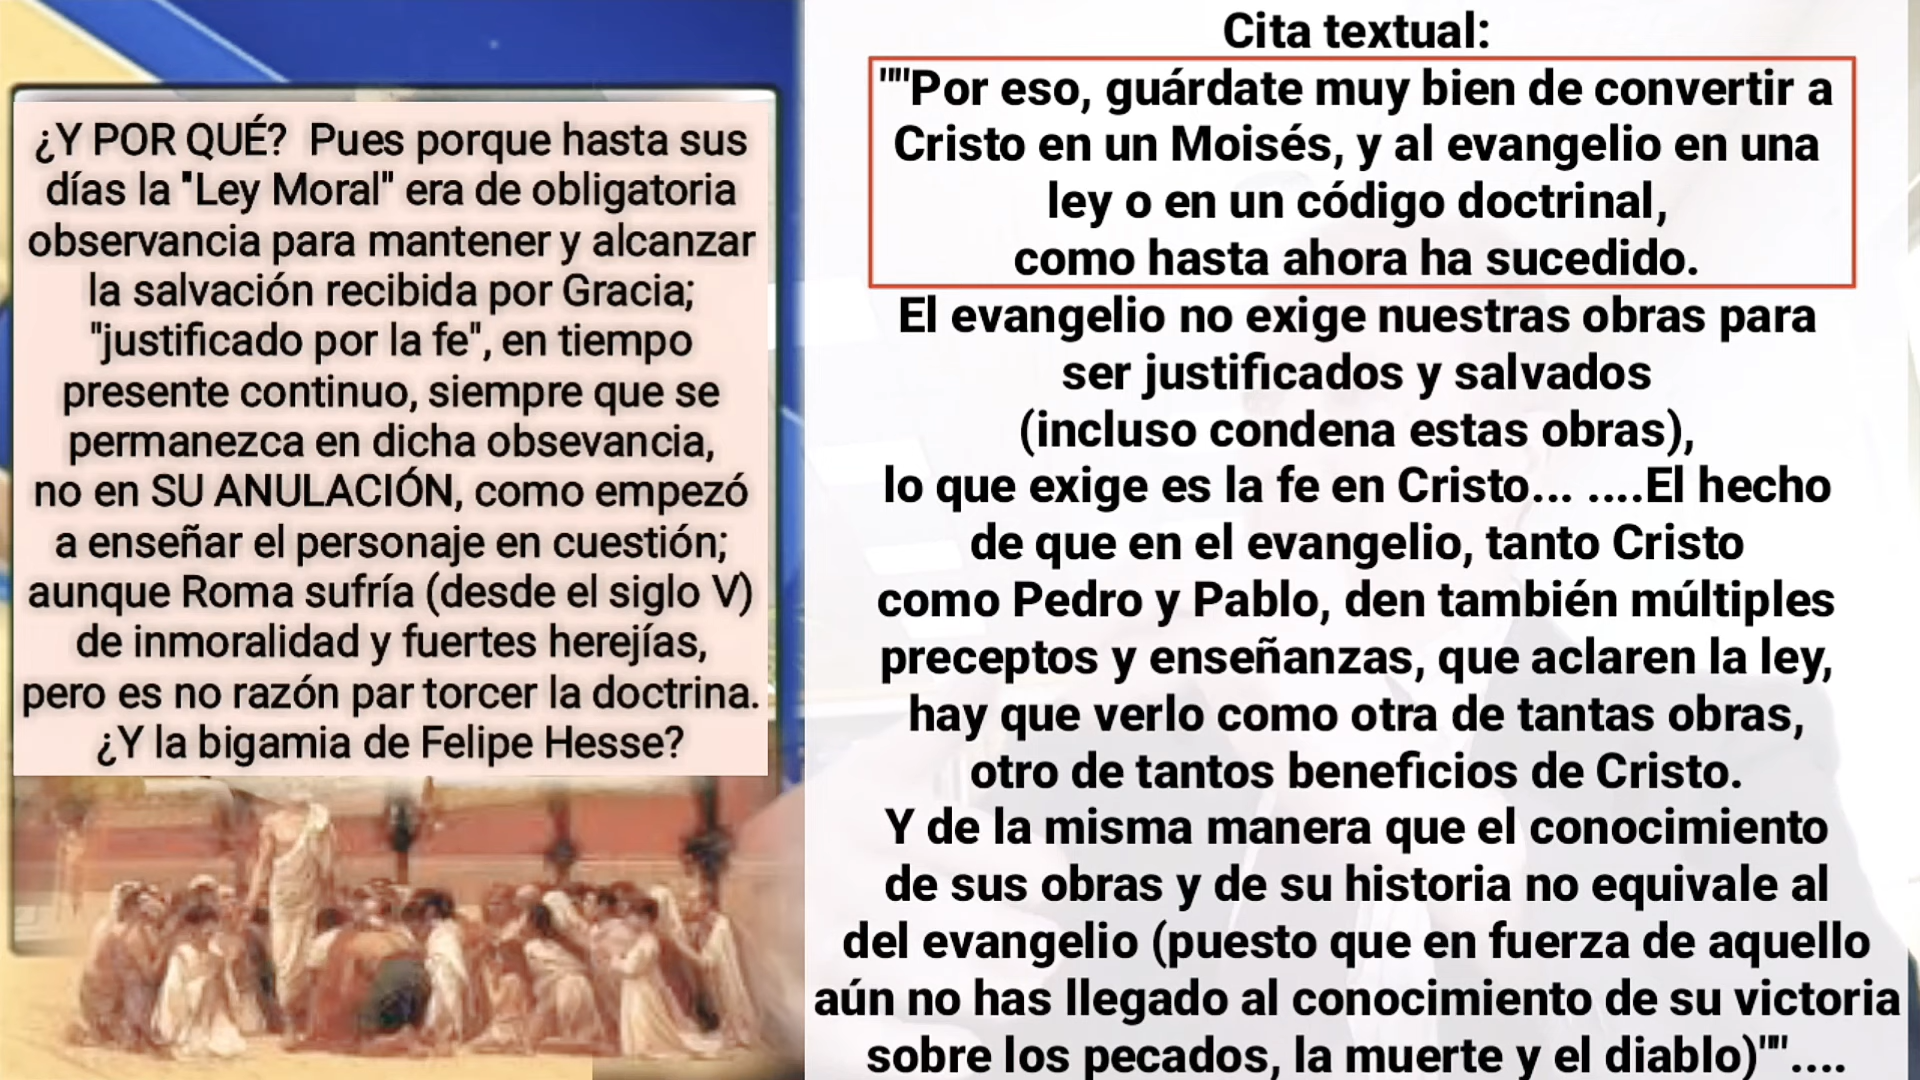 ¿Y POR QUÉ?  Pues porque hasta sus
días la "Ley Moral" era de obligatoria
observancia para mantener y alcanzar
la salvación recibida por Gracia;
"justificado por la fe", en tiempo
presente continuo, siempre que se
permanezca en dicha obsevancia,
no en SU ANULACIÓN, como empezó
a enseñar el personaje en cuestión;
aunque Roma sufría (desde el siglo V)
de inmoralidad y fuertes herejías,
pero es no razón par torcer la doctrina.
¿Y la bigamia de Felipe Hesse?
Cita textual:
""Por eso, guárdate muy bien de convertir a
Cristo en un Moisés, y al evangelio en una
ley o en un código doctrinal,
como hasta ahora ha sucedido.
El evangelio no exige nuestras obras para
ser justificados y salvados
(incluso condena estas obras),
lo que exige es la fe en Cristo... ....El hecho
de que en el evangelio, tanto Cristo
como Pedro y Pablo, den también múltiples
preceptos y enseñanzas, que aclaren la ley,
hay que verlo como otra de tantas obras,
otro de tantos beneficios de Cristo.
Y de la misma manera que el conocimiento
de sus obras y de su historia no equivale al
del evangelio (puesto que en fuerza de aquello
aún no has llegado al conocimiento de su victoria
sobre los pecados, la muerte y el diablo)""....